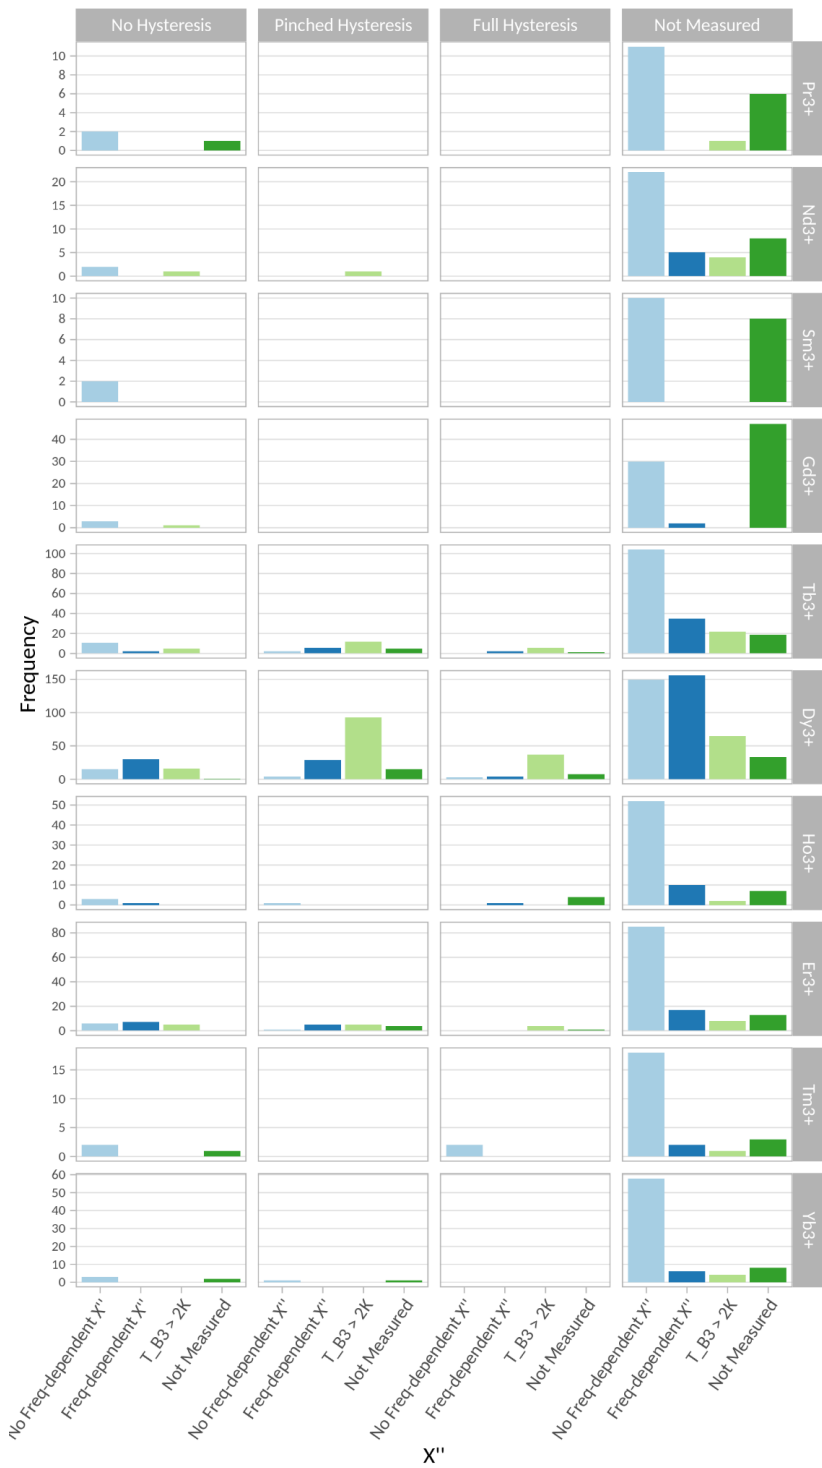 No Hysteresis Pinched Hysteresis Full Hysteresis Not Measured
10
8
6
4
2
0
Pr3+
20
15
10
5
0
Nd3+
10
8
6
4
2
0
Sm3+
40
30
20
10
0
Gd3+
100
80
60
40
20
0
Tb3+
Frequency
150
100
50
0
Dy3+
50
40
30
20
10
0
Ho3+
80
60
40
20
0
Er3+
15
10
5
0
Tm3+
60
50
40
30
20
10
0
Yb3+
No Freq-dependent X''
Freq-dependent X''
T_B3 > 2K
Not Measured
No Freq-dependent X''
Freq-dependent X''
T_B3 > 2K
Not Measured
No Freq-dependent X''
Freq-dependent X''
T_B3 > 2K
Not Measured
No Freq-dependent X''
Freq-dependent X''
T_B3 > 2K
Not Measured
X''